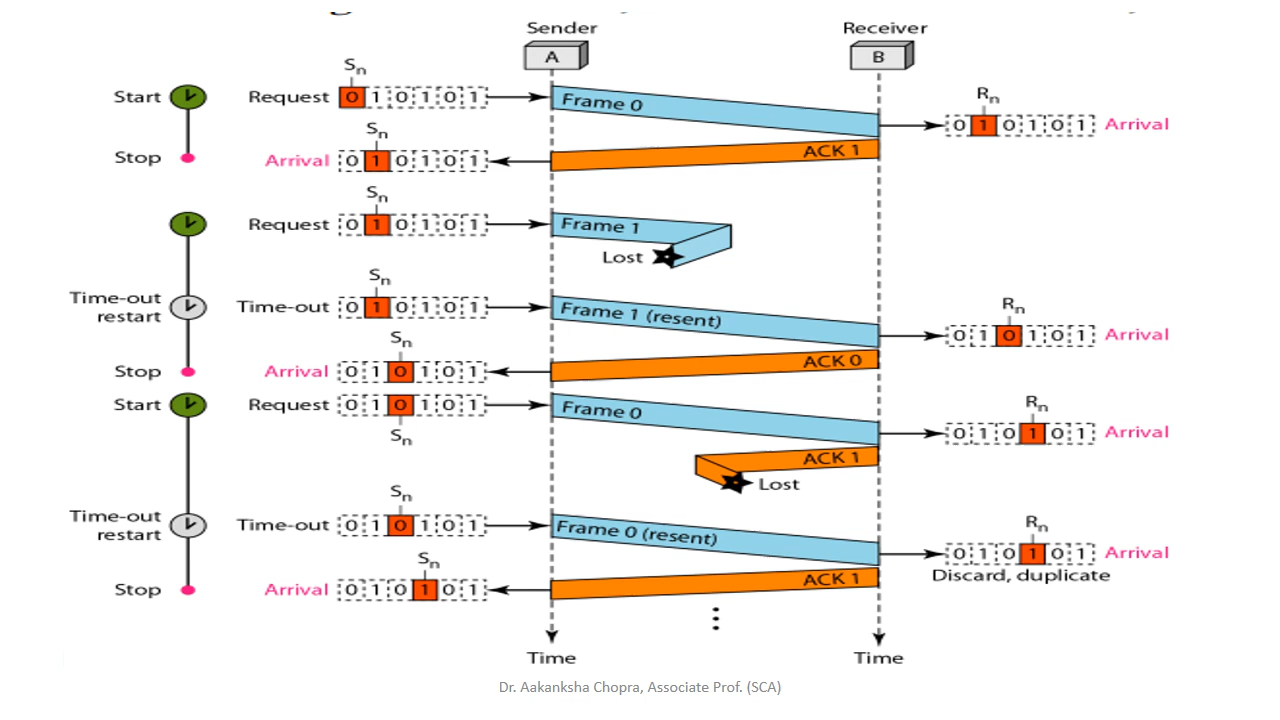 Sender
Receiver
A
B
Sn
Start
Request
0 1 0 1 0 1
Frame 0
Rn
0 1 0 1 0 1
Arrival
Sn
Stop
Arrival
0 1 0 1 0 1
ACK 1
Sn
Request
0 1 0 1 0 1
Frame 1
Lost
Sn
Time-out
restart
Time-out
0 1 0 1 0 1
Frame 1 (resent)
Rn
0 1 0 1 0 1
Arrival
Sn
Stop
Arrival
0 1 0 1 0 1
ACK 0
Start
Request
0 1 0 1 0 1
Sn
Frame 0
Rn
0 1 0 1 0 1
Arrival
ACK 1
Lost
Sn
Time-out
restart
Time-out
0 1 0 1 0 1
Frame 0 (resent)
Rn
0 1 0 1 0 1
Arrival
Discard, duplicate
Sn
Stop
Arrival
0 1 0 1 0 1
ACK 1
Time
Time
Dr. Aakanksha Chopra, Associate Prof. (SCA)